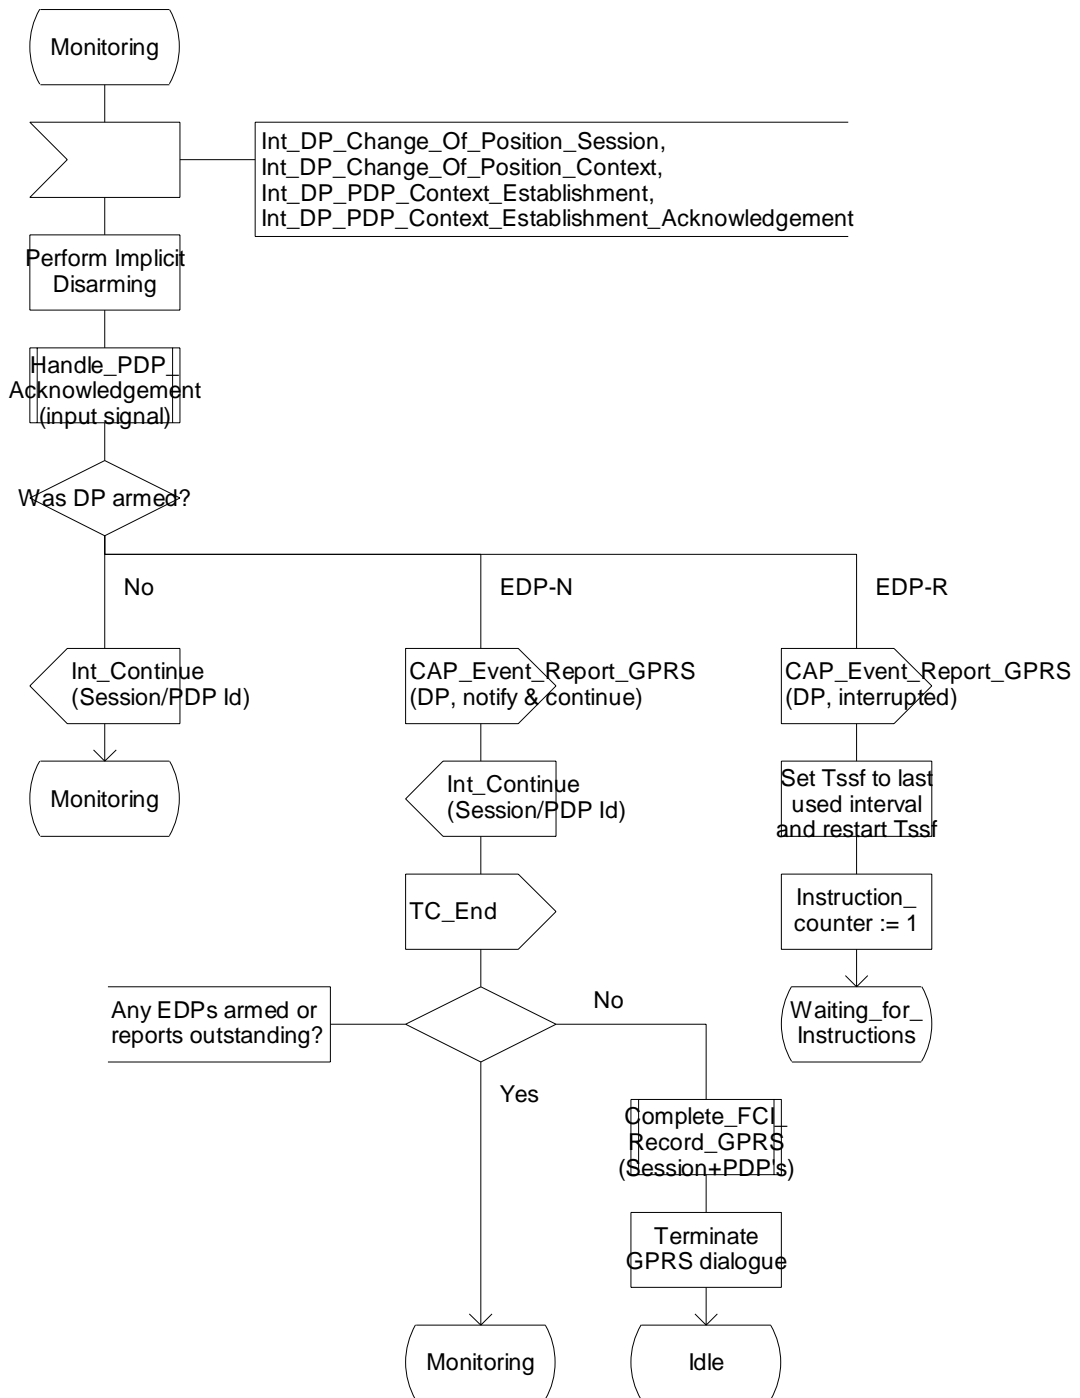 Monitoring
Int_DP_Change_Of_Position_Session,
Int_DP_Change_Of_Position_Context,
Int_DP_PDP_Context_Establishment,
Int_DP_PDP_Context_Establishment_Acknowledgement
Perform Implicit
Disarming
Handle_PDP_
Acknowledgement
(input signal)
Was DP armed?
No
EDP-N
EDP-R
Int_Continue
(Session/PDP Id)
CAP_Event_Report_GPRS
(DP, notify & continue)
CAP_Event_Report_GPRS
(DP, interrupted)
Monitoring
Int_Continue
(Session/PDP Id)
Set Tssf to last
used interval
and restart Tssf
TC_End
Instruction_
counter := 1
Any EDPs armed or
reports outstanding?
No
Waiting_for_
Instructions
Yes
Complete_FCI_
Record_GPRS
(Session+PDP's)
Terminate
GPRS dialogue
Monitoring
Idle